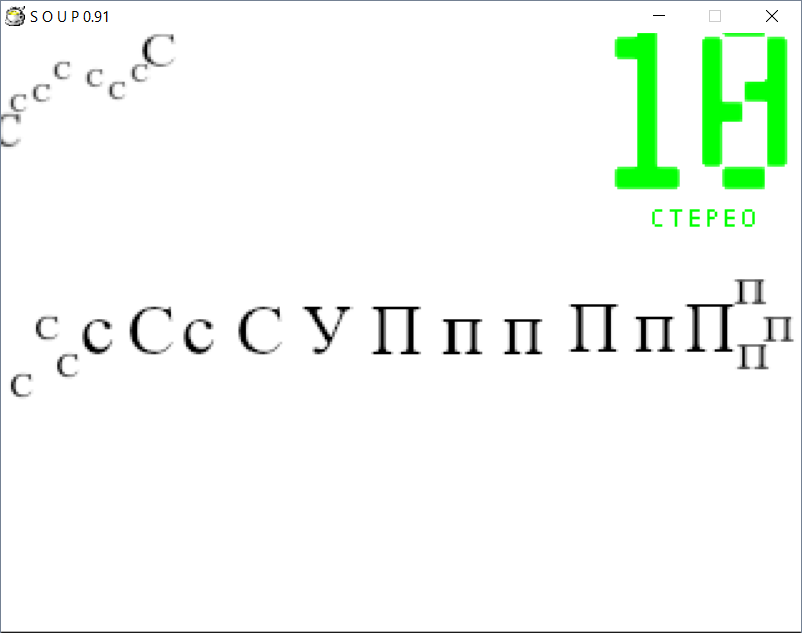 S O U P 0.91
С с с с с с с С
10
СТЕРЕО
с с с с С с С У П п п П п П п п п